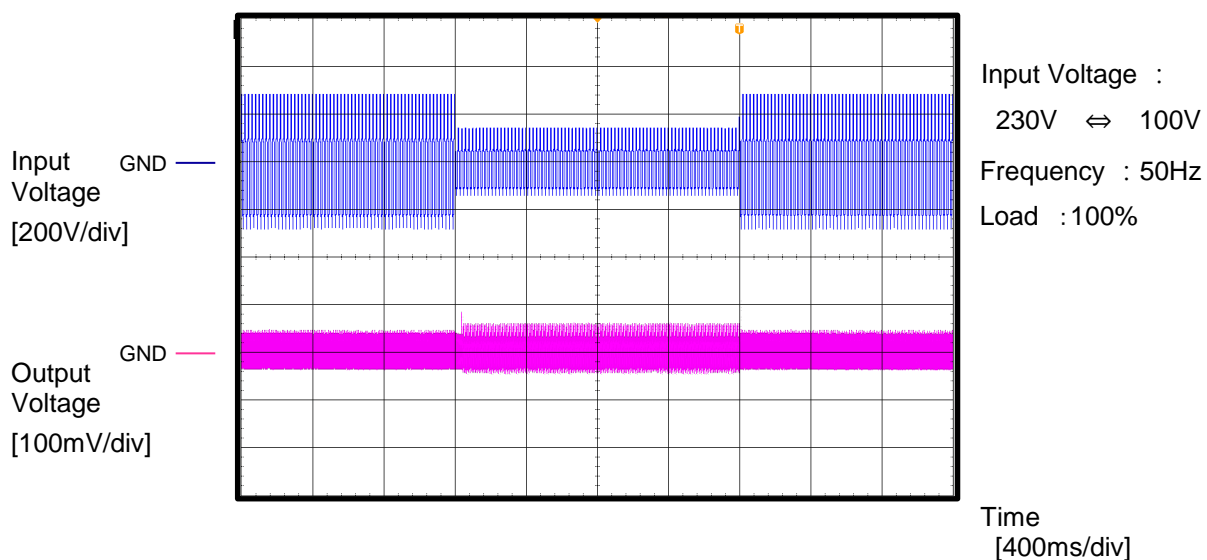 T
Input Voltage :
230V ⇔ 100V
Frequency : 50Hz
Load :100%
Input
Voltage
[200V/div]
GND
GND
Output
Voltage
[100mV/div]
Time
[400ms/div]